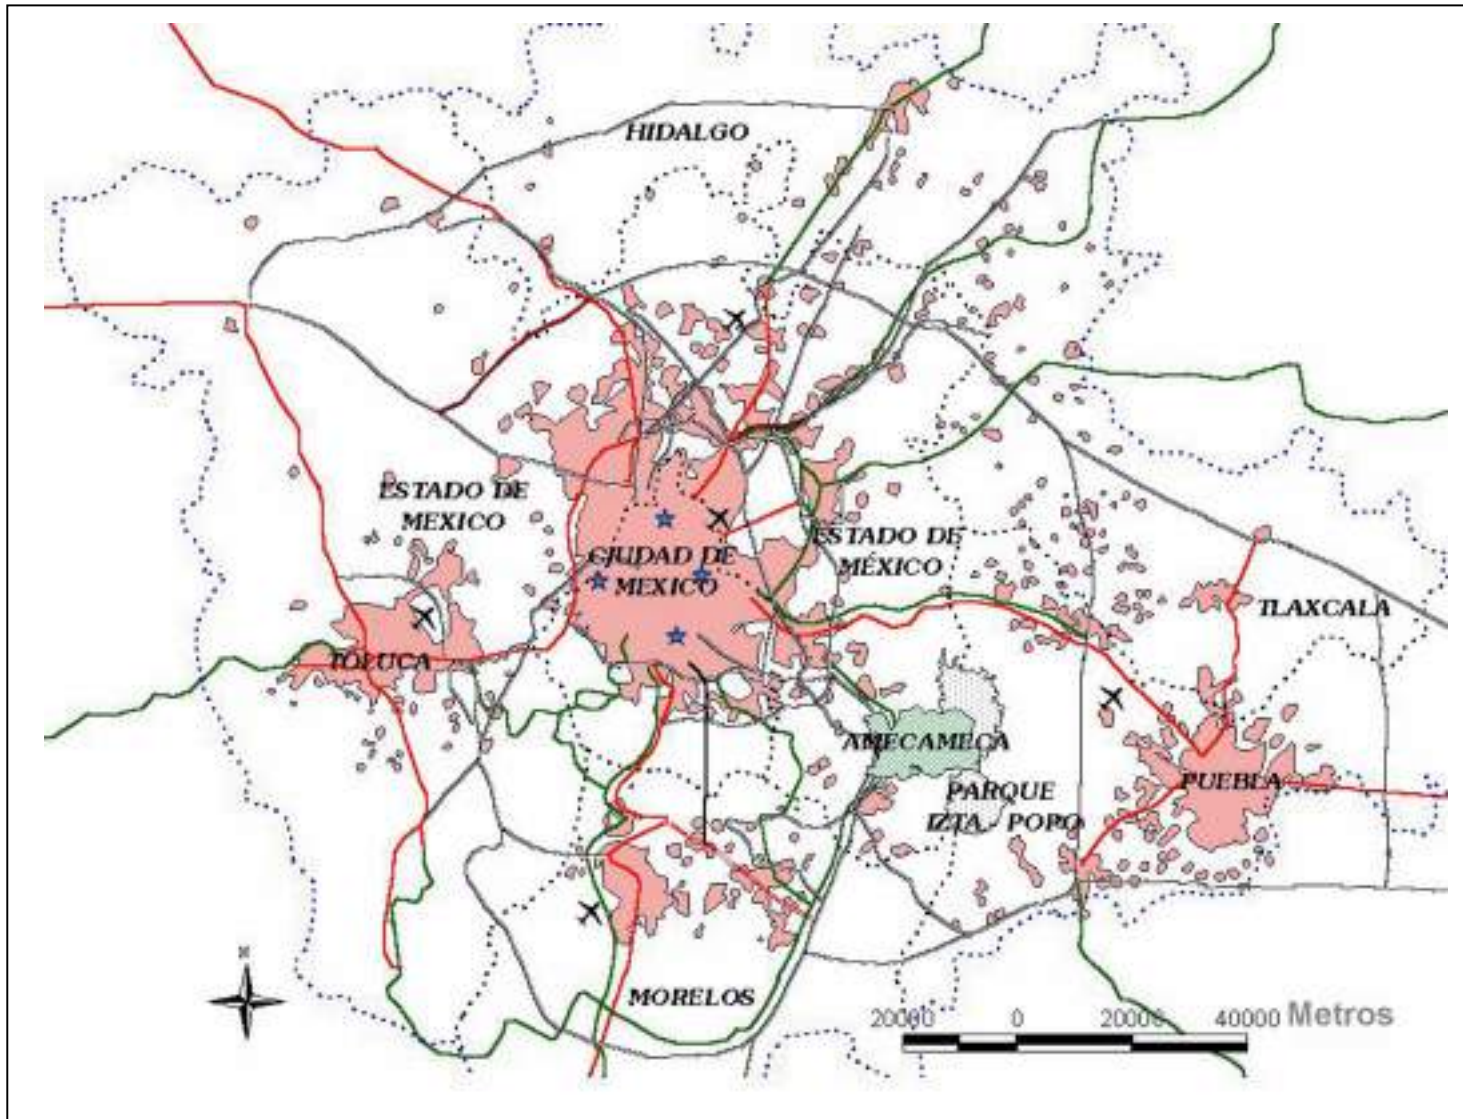 HIDALGO
ESTADO DE
MEXICO
CIUDAD DE
MEXICO
ESTADO DE
MÉXICO
TLAXCALA
TOLUCA
AMECAMECA
PARQUE
IZTA - POPO
PUEBLA
MORELOS
20000 0 20000 40000 Metros